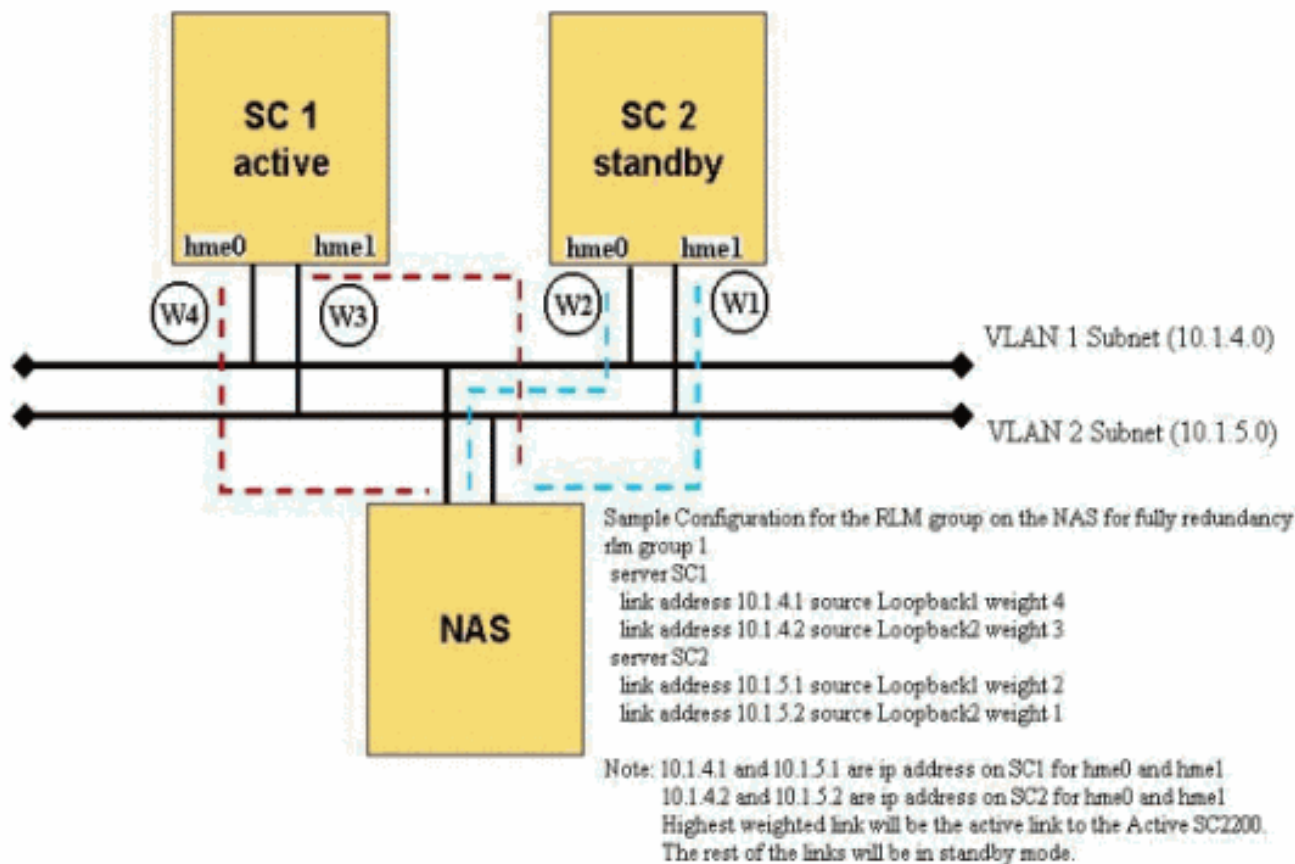 SC 1
active
hme0
hme1
SC 2
standby
hme0
hme1
W4
W3
W2
W1
VLAN 1 Subnet (10.1.4.0)
VLAN 2 Subnet (10.1.5.0)
NAS
Sample Configuration for the RLM group on the NAS for fully redundancy
rlm group 1
server SC1
link address 10.1.4.1 source Loopback1 weight 4
link address 10.1.4.2 source Loopback2 weight 3
server SC2
link address 10.1.5.1 source Loopback1 weight 2
link address 10.1.5.2 source Loopback2 weight 1
Note: 10.1.4.1 and 10.1.5.1 are ip address on SC1 for hme0 and hme1
10.1.4.2 and 10.1.5.2 are ip address on SC2 for hme0 and hme1
Highest weighted link will be the active link to the Active SC2200.
The rest of the links will be in standby mode.